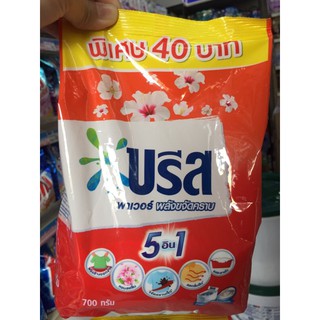 พิเศษ 40 บาท
บรีส
พาเวอร์ พลังขจัดคราบ
5 อิน 1
700 กรัม